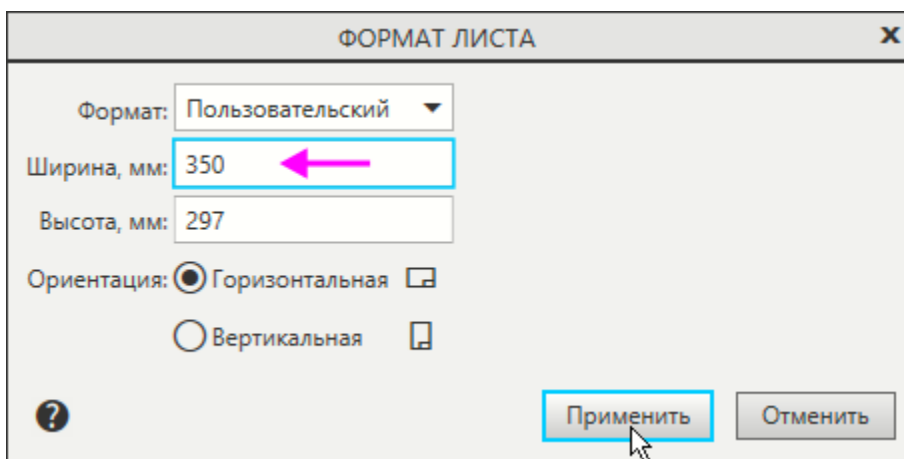 ФОРМАТ ЛИСТА x
Формат: Пользовательский
Ширина, мм: 350
Высота, мм: 297
Ориентация: Горизонтальная
Вертикальная
? Применить Отменить